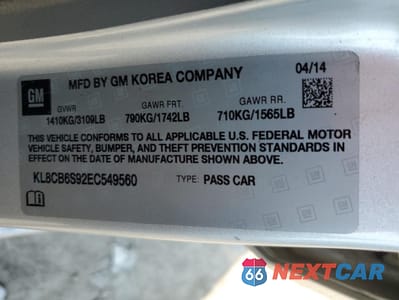 GM
MFD BY GM KOREA COMPANY
04/14
GVWR GAWR FRT. GAWR RR.
1410KG/3109LB 790KG/1742LB 710KG/1565LB
THIS VEHICLE CONFORMS TO ALL APPLICABLE U.S. FEDERAL MOTOR
VEHICLE SAFETY, BUMPER, AND THEFT PREVENTION STANDARDS IN
EFFECT ON THE DATE OF MANUFACTURE SHOWN ABOVE.
KL8CB6S92EC549560 TYPE: PASS CAR
66 NEXTCAR